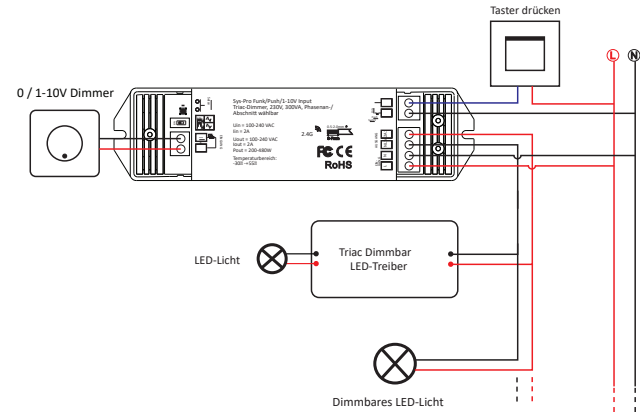 Taster drücken
L
N
0 / 1-10V Dimmer
Sys-Pro Funk/Push/1-10V Input
Triac-Dimmer, 230V, 300VA, Phasenan-/
Abschnitt wählbar
Uin = 100-240 VAC
Iin = 2A
Uout = 100-240 VAC
Iout = 2A
Pout = 200-480W
Temperaturbereich:
2.4G
FC CE
RoHS
LED-Licht
Triac Dimmbar
LED-Treiber
Dimmbares LED-Licht